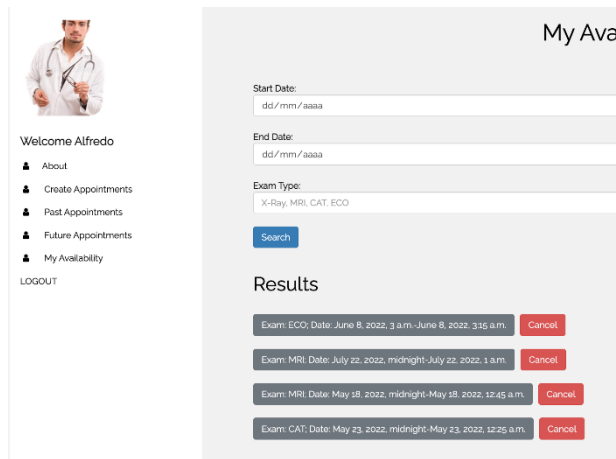 My Ava
Welcome Alfredo
About
Create Appointments
Past Appointments
Future Appointments
My Availability
LOGOUT
Start Date:
dd/mm/aaaa
End Date:
dd/mm/aaaa
Exam Type:
X-Ray, MRI, CAT, ECO
Search
Results
Exam: ECO; Date: June 8, 2022, 3 a.m.-June 8, 2022, 3:15 a.m. Cancel
Exam: MRI; Date: July 22, 2022, midnight-July 22, 2022, 1 a.m. Cancel
Exam: MRI; Date: May 18, 2022, midnight-May 18, 2022, 12:45 a.m. Cancel
Exam: CAT; Date: May 23, 2022, midnight-May 23, 2022, 12:25 a.m. Cancel